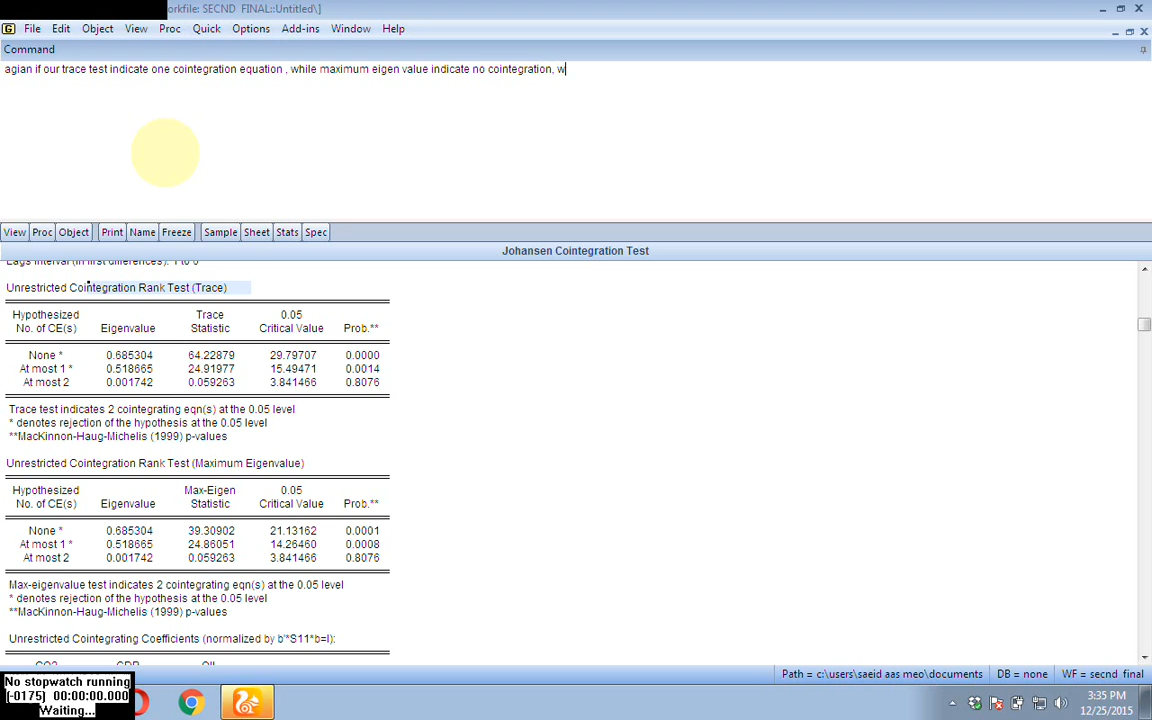 orkfile: SECND FINAL::Untitled\]
File Edit Object View Proc Quick Options Add-ins Window Help
Command
agian if our trace test indicate one cointegration equation , while maximum eigen value indicate no cointegration, w
View Proc Object Print Name Freeze Sample Sheet Stats Spec
Johansen Cointegration Test
Lags interval (in first differences): 1 to 6
Unrestricted Cointegration Rank Test (Trace)
Hypothesized Trace 0.05
No. of CE(s) Eigenvalue Statistic Critical Value Prob.**
None * 0.685304 64.22879 29.79707 0.0000
At most 1 * 0.518665 24.91977 15.49471 0.0014
At most 2 0.001742 0.059263 3.841466 0.8076
Trace test indicates 2 cointegrating eqn(s) at the 0.05 level
* denotes rejection of the hypothesis at the 0.05 level
**MacKinnon-Haug-Michelis (1999) p-values
Unrestricted Cointegration Rank Test (Maximum Eigenvalue)
Hypothesized Max-Eigen 0.05
No. of CE(s) Eigenvalue Statistic Critical Value Prob.**
None * 0.685304 39.30902 21.13162 0.0001
At most 1 * 0.518665 24.86051 14.26460 0.0008
At most 2 0.001742 0.059263 3.841466 0.8076
Max-eigenvalue test indicates 2 cointegrating eqn(s) at the 0.05 level
* denotes rejection of the hypothesis at the 0.05 level
**MacKinnon-Haug-Michelis (1999) p-values
Unrestricted Cointegrating Coefficients (normalized by b'*S11*b=I):
CO2 GDP OIL
Path = c:\users\saeid aas meo\documents DB = none WF = secnd final
No stopwatch running
[-0175] 00:00:00.000
Waiting...
3:35 PM
12/25/2015